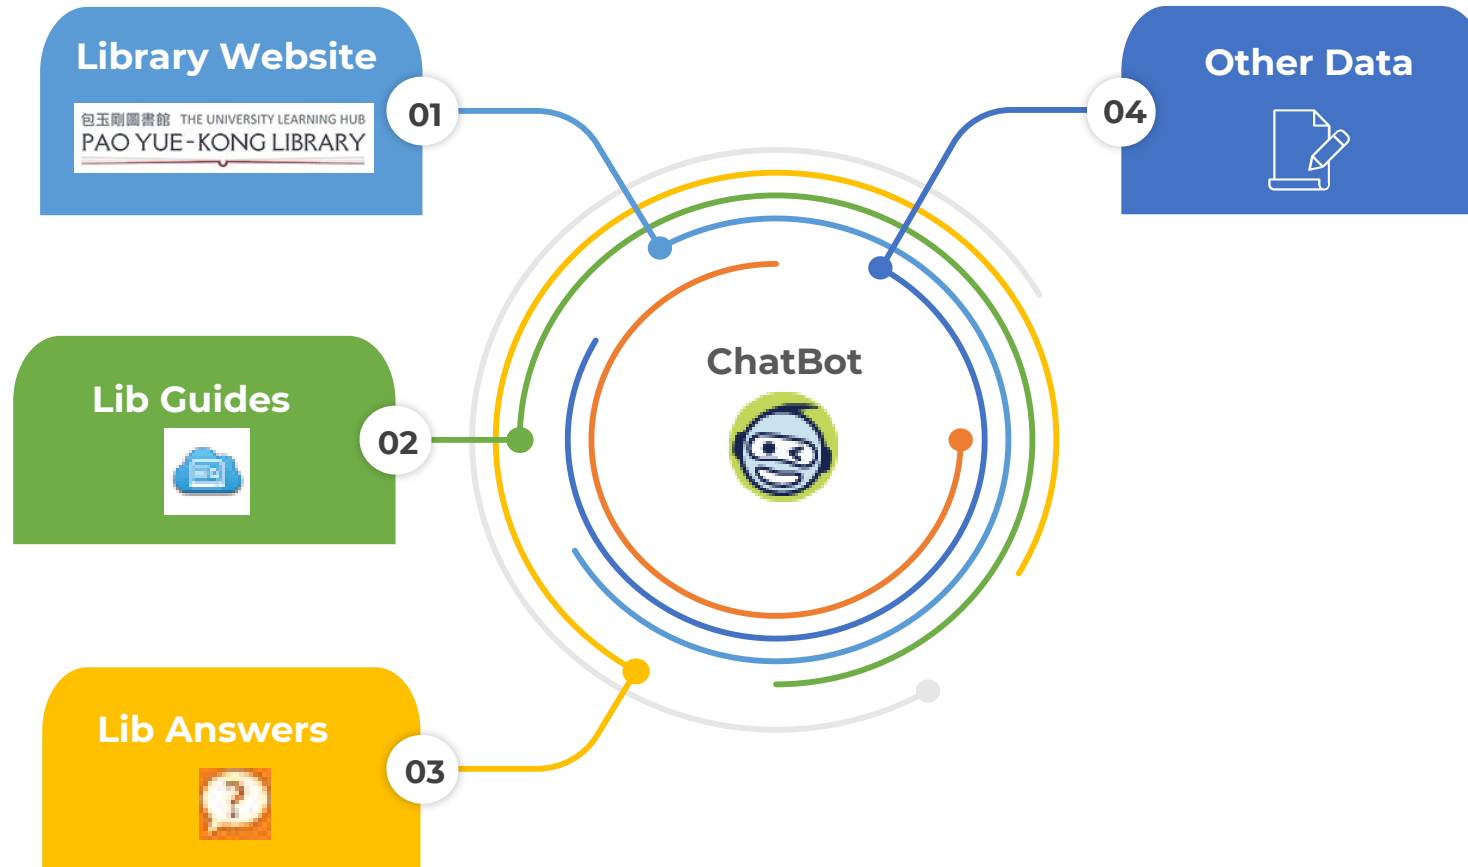 Library Website
包玉剛圖書館 THE UNIVERSITY LEARNING HUB
PAO YUE-KONG LIBRARY
01
Other Data
04
ChatBot
Lib Guides
02
Lib Answers
?
03